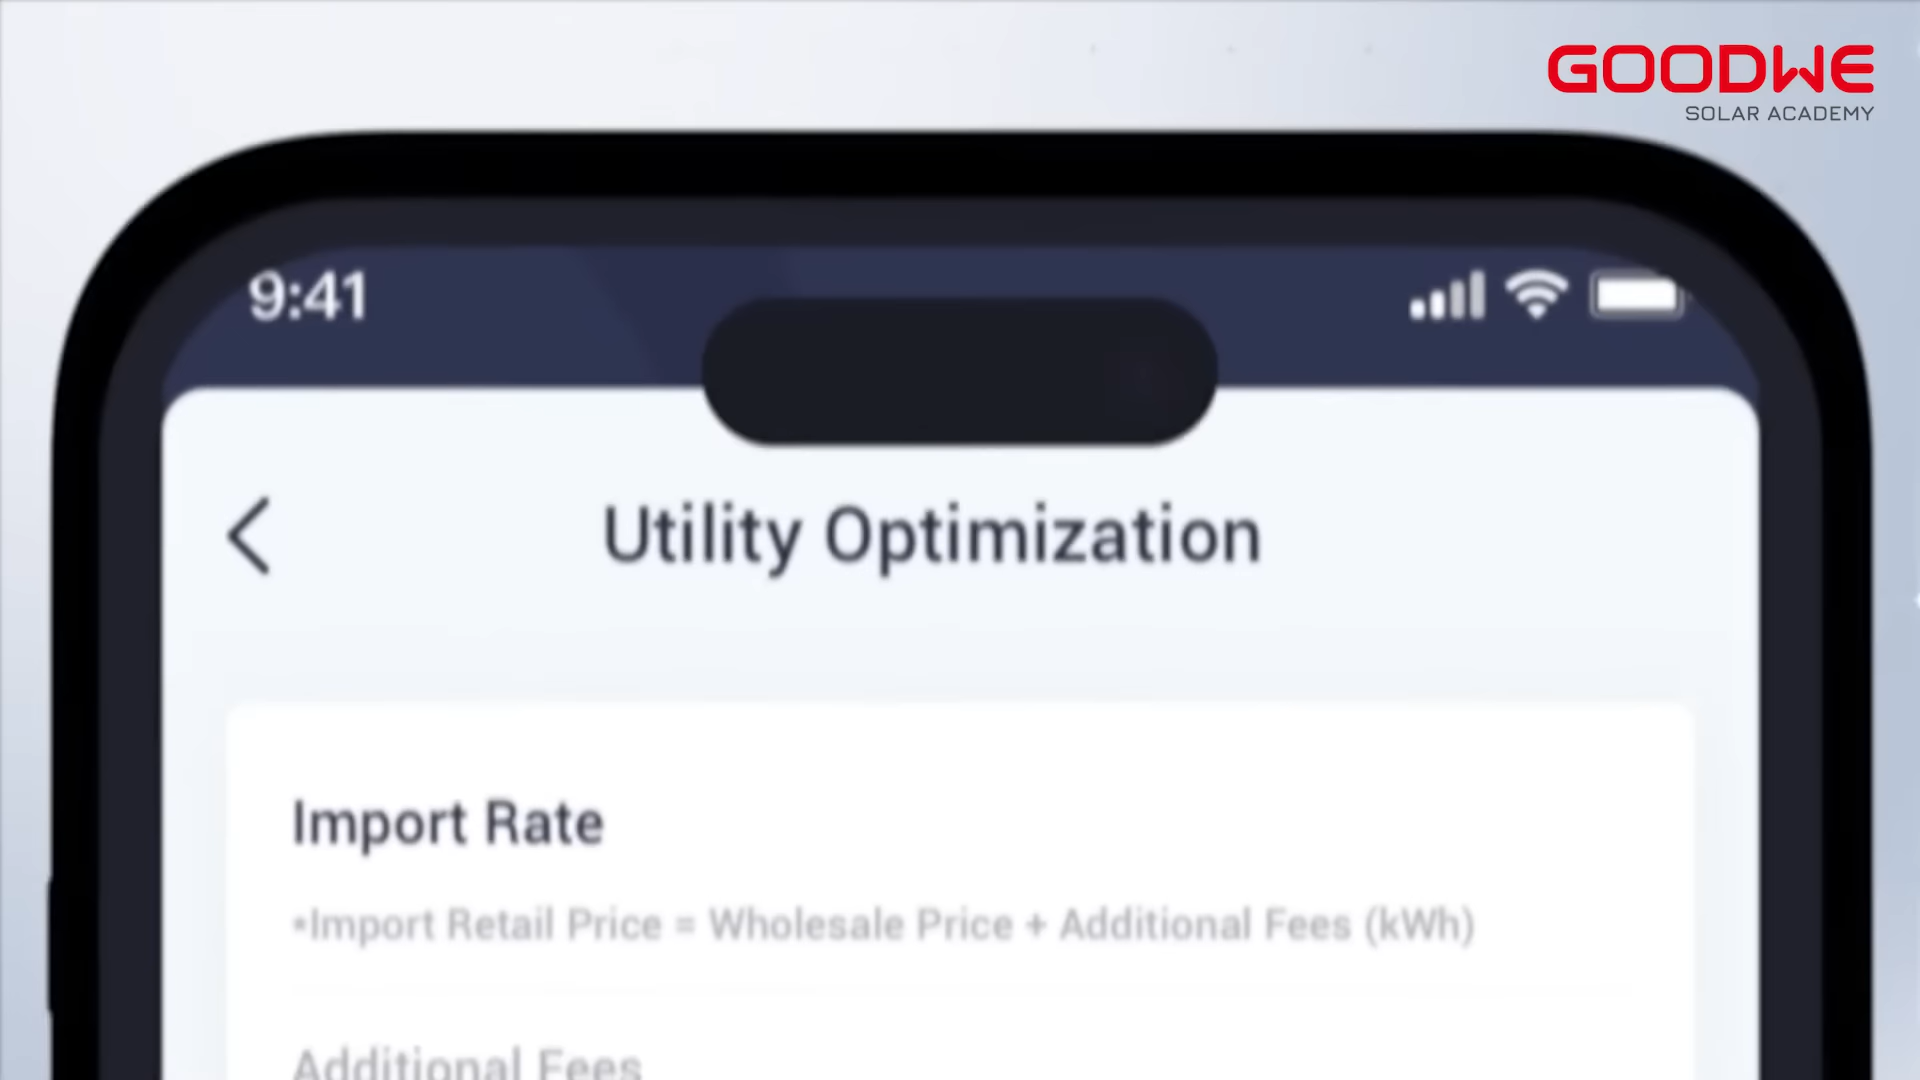 GOODWE
SOLAR ACADEMY
9:41
Utility Optimization
Import Rate
*Import Retail Price = Wholesale Price + Additional Fees (kWh)
Additional Fees